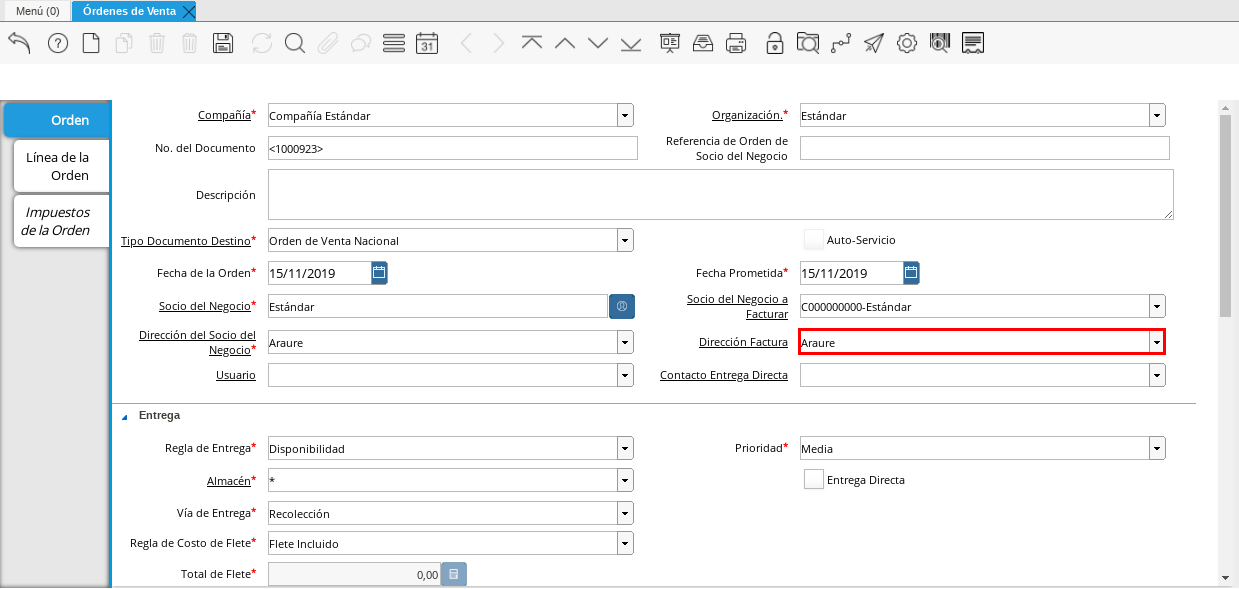 Menú (0)
Órdenes de Venta
31
Orden
Línea de la
Orden
Impuestos
de la Orden
Compañía* Compañía Estándar
Organización.* Estándar
No. del Documento <1000923>
Referencia de Orden de
Socio del Negocio
Descripción
Tipo Documento Destino* Orden de Venta Nacional
Auto-Servicio
Fecha de la Orden* 15/11/2019
Fecha Prometida* 15/11/2019
Socio del Negocio* Estándar
Socio del Negocio a
Facturar C000000000-Estándar
Dirección del Socio del
Negocio* Araure
Dirección Factura Araure
Usuario
Contacto Entrega Directa
Entrega
Regla de Entrega* Disponibilidad
Prioridad* Media
Almacén* *
Entrega Directa
Vía de Entrega* Recolección
Regla de Costo de Flete* Flete Incluido
Total de Flete* 0,00